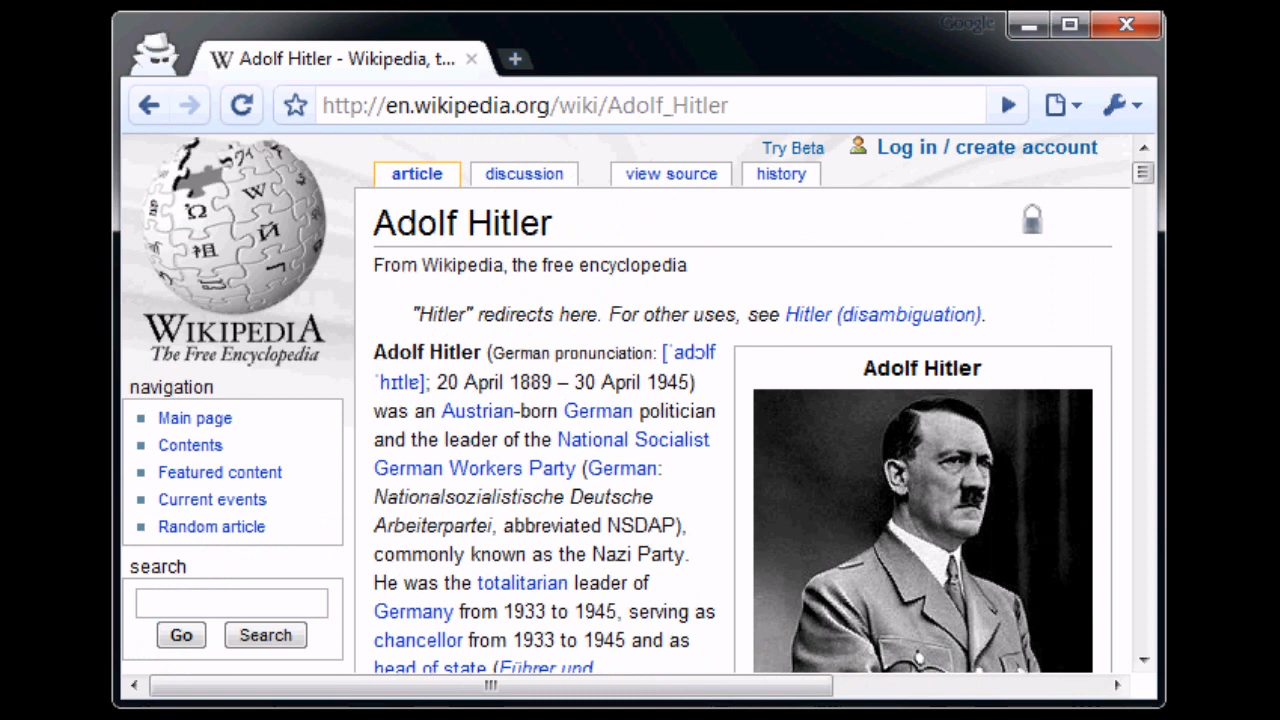 Google
Adolf Hitler - Wikipedia, t...
http://en.wikipedia.org/wiki/Adolf_Hitler
Try Beta
Log in / create account
article
discussion
view source
history
WIKIPEDIA
The Free Encyclopedia
navigation
Main page
Contents
Featured content
Current events
Random article
search
Go
Search
Adolf Hitler
From Wikipedia, the free encyclopedia
"Hitler" redirects here. For other uses, see Hitler (disambiguation).
Adolf Hitler (German pronunciation: [ˈadɔlf
ˈhɪtlɐ]; 20 April 1889 – 30 April 1945)
was an Austrian-born German politician
and the leader of the National Socialist
German Workers Party (German:
Nationalsozialistische Deutsche
Arbeiterpartei, abbreviated NSDAP),
commonly known as the Nazi Party.
He was the totalitarian leader of
Germany from 1933 to 1945, serving as
chancellor from 1933 to 1945 and as
head of state (Führer und
Adolf Hitler